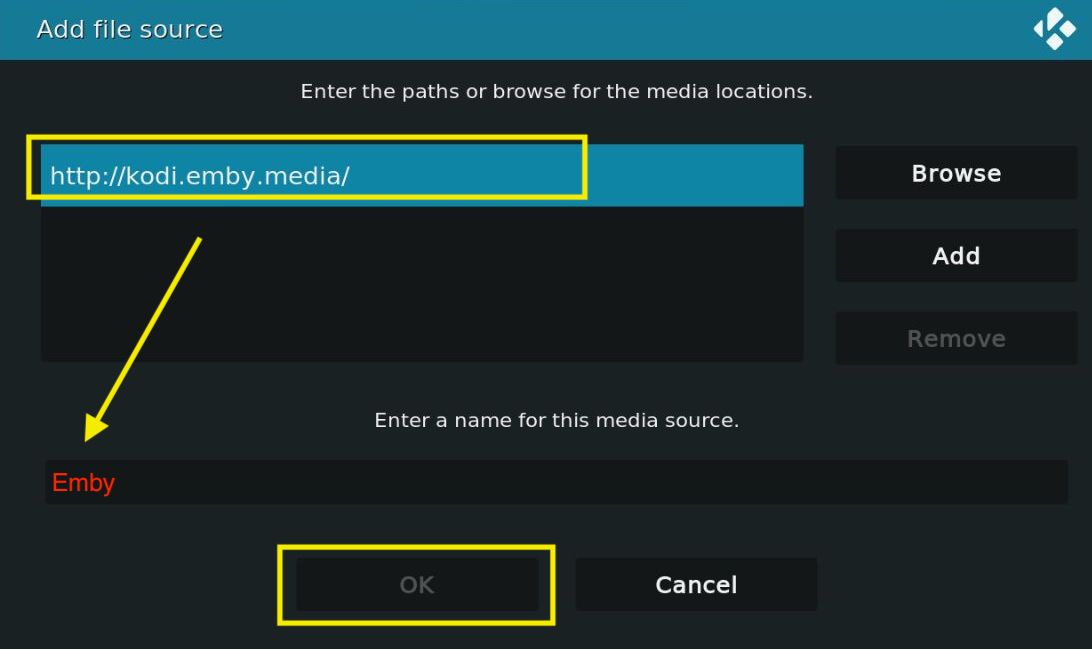 Add file source
Enter the paths or browse for the media locations.
http://kodi.emby.media/
Browse
Add
Remove
Enter a name for this media source.
Emby
OK
Cancel